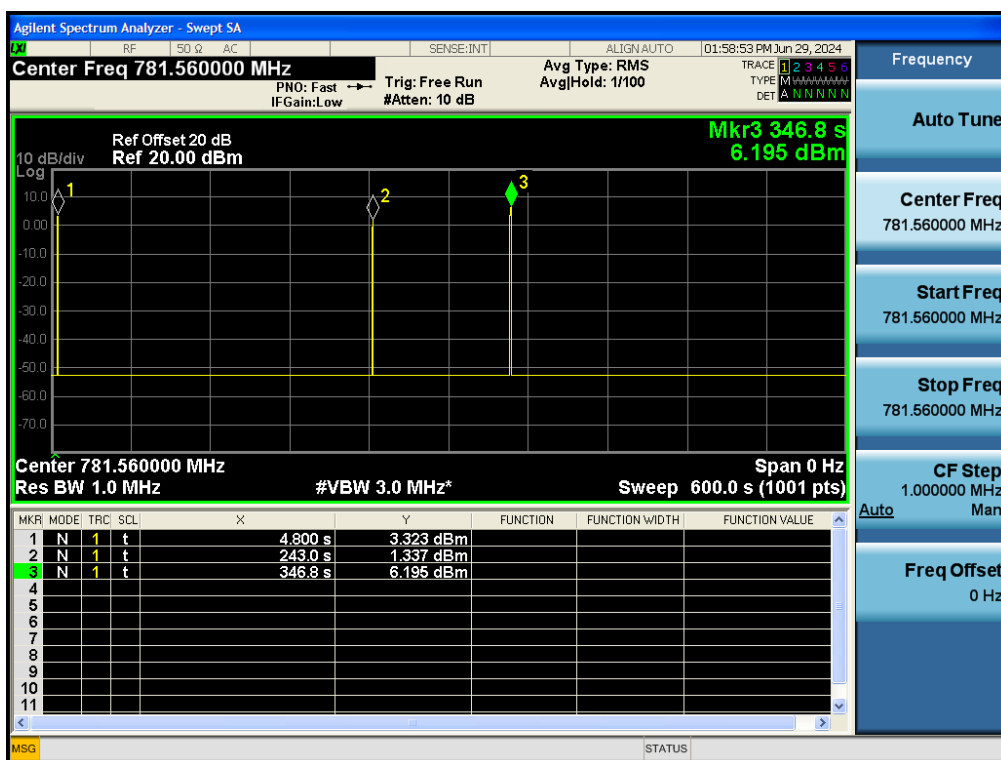 Agilent Spectrum Analyzer - Swept SA
LXI RF 50 Ω AC SENSE:INT ALIGN AUTO 01:58:53 PM Jun 29, 2024
Center Freq 781.560000 MHz
PNO: Fast
IFGain:Low
Trig: Free Run
#Atten: 10 dB
Avg Type: RMS
Avg|Hold: 1/100
TRACE 1 2 3 4 5 6
TYPE M
DET A N N N N N
Ref Offset 20 dB
Ref 20.00 dBm
10 dB/div
Log
Mkr3 346.8 s
6.195 dBm
10.0
0.00
-10.0
-20.0
-30.0
-40.0
-50.0
-60.0
-70.0
1
2
3
Center 781.560000 MHz Span 0 Hz
Res BW 1.0 MHz #VBW 3.0 MHz* Sweep 600.0 s (1001 pts)
MKR MODE TRC SCL X Y FUNCTION FUNCTION WIDTH FUNCTION VALUE
1 N 1 t 4.800 s 3.323 dBm
2 N 1 t 243.0 s 1.337 dBm
3 N 1 t 346.8 s 6.195 dBm
4
5
6
7
8
9
10
11
MSG STATUS
Frequency
Auto Tune
Center Freq
781.560000 MHz
Start Freq
781.560000 MHz
Stop Freq
781.560000 MHz
CF Step
1.000000 MHz
Auto Man
Freq Offset
0 Hz